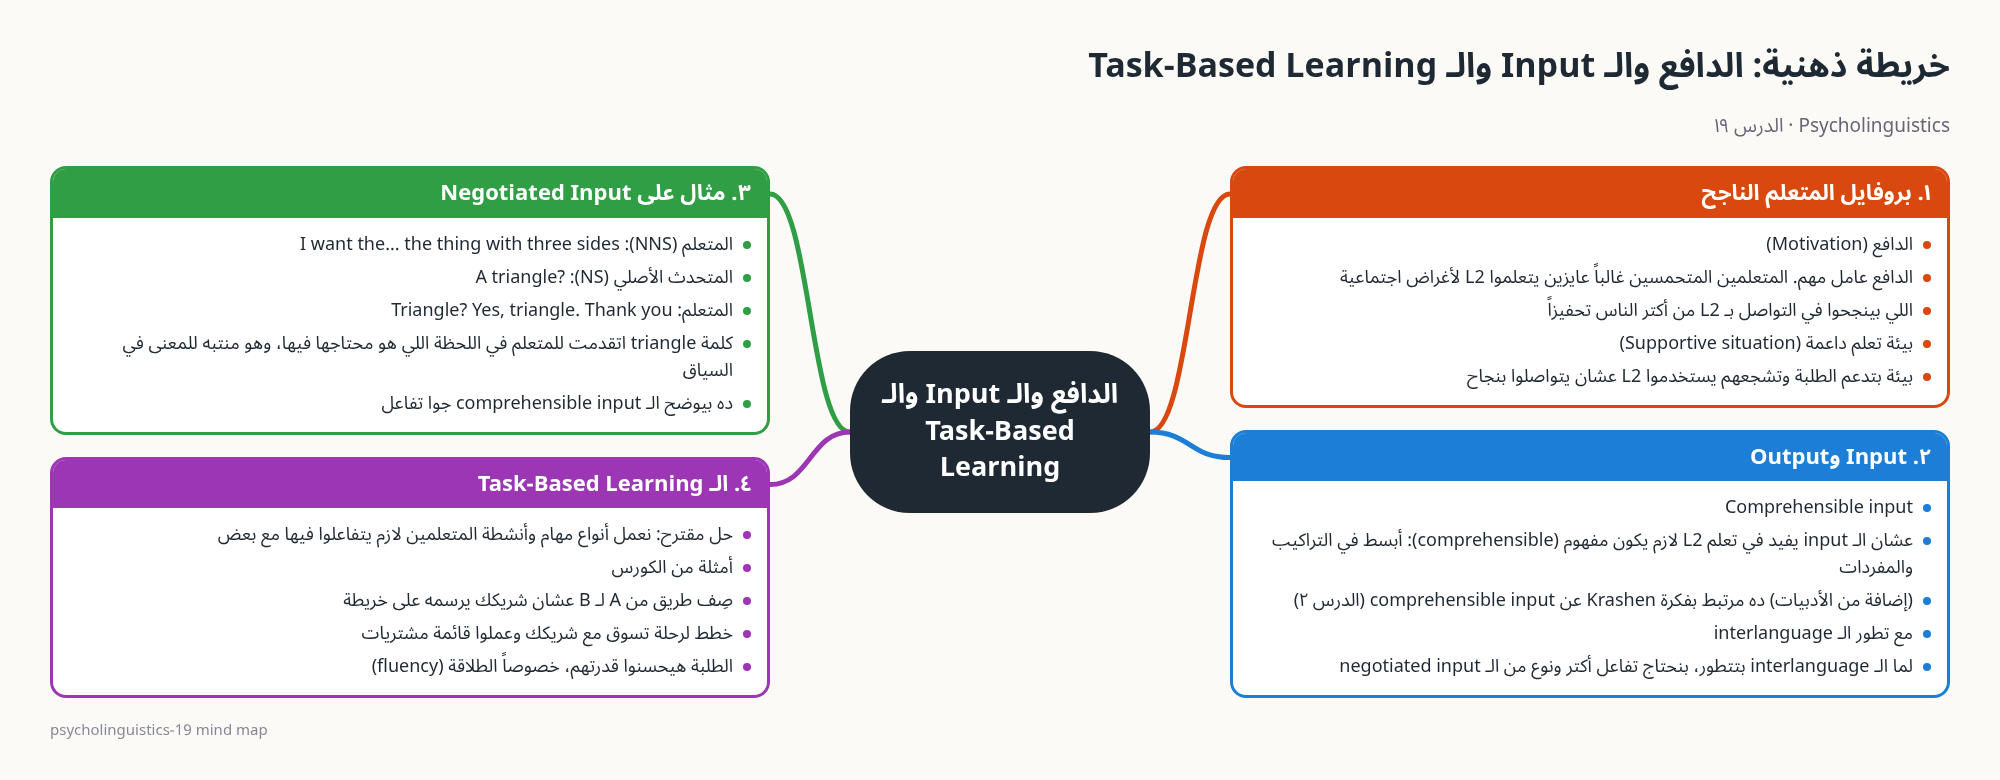 خريطة ذهنية: الدافع والـ Input والـ Task-Based Learning
Psycholinguistics · الدرس ١٩
١. بروفايل المتعلم الناجح
الدافع (Motivation)
الدافع عامل مهم. المتعلمين المتحمسين غالباً عايزين يتعلموا L2 لأغراض اجتماعية
اللي بينجحوا في التواصل بـ L2 من أكتر الناس تحفيزاً
بيئة تعلم داعمة (Supportive situation)
بيئة بتدعم الطلبة وتشجعهم يستخدموا L2 عشان يتواصلوا بنجاح
٢. Input وOutput
Comprehensible input
عشان الـ input يفيد في تعلم L2 لازم يكون مفهوم (comprehensible): أبسط في التراكيب
والمفردات
(إضافة من الأدبيات) ده مرتبط بفكرة Krashen عن comprehensible input (الدرس ٢)
مع تطور الـ interlanguage
لما الـ interlanguage بتتطور، بنحتاج تفاعل أكتر ونوع من الـ negotiated input
الدافع والـ Input والـ
Task-Based
Learning
٣. مثال على Negotiated Input
المتعلم (NNS): I want the... the thing with three sides
المتحدث الأصلي (NS): A triangle?
المتعلم: Triangle? Yes, triangle. Thank you
كلمة triangle اتقدمت للمتعلم في اللحظة اللي هو محتاجها فيها، وهو منتبه للمعنى في
السياق
ده بيوضح الـ comprehensible input جوا تفاعل
٤. الـ Task-Based Learning
حل مقترح: نعمل أنواع مهام وأنشطة المتعلمين لازم يتفاعلوا فيها مع بعض
أمثلة من الكورس
صِف طريق من A لـ B عشان شريكك يرسمه على خريطة
خطط لرحلة تسوق مع شريكك وعملوا قائمة مشتريات
الطلبة هيحسنوا قدرتهم، خصوصاً الطلاقة (fluency)
psycholinguistics-19 mind map